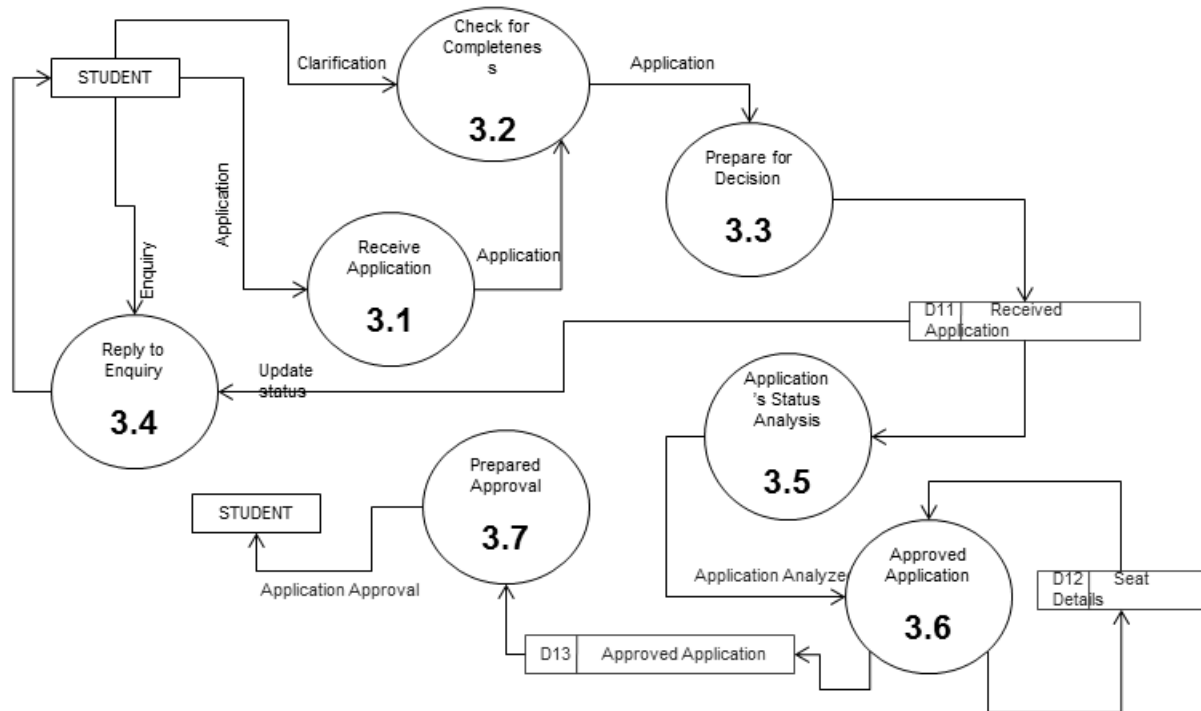 Check for
Completenes
s
3.2
Clarification
Application
STUDENT
Prepare for
Decision
3.3
Application
Receive
Application
3.1
Application
Enquiry
D11 Received
Application
Reply to
Enquiry
3.4
Update
status
Application
's Status
Analysis
3.5
Prepared
Approval
3.7
STUDENT
Application Approval
Application Analyzed
Approved
Application
3.6
D12 Seat
Details
D13 Approved Application